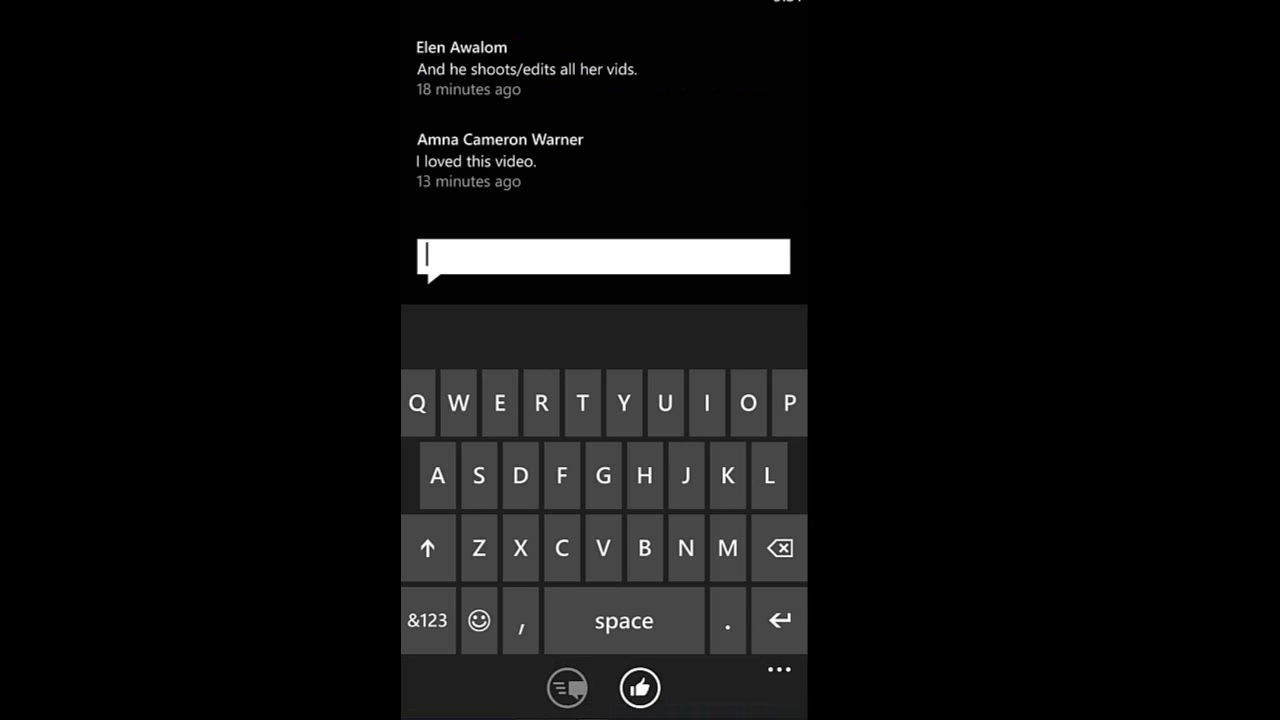 Elen Awalom
And he shoots/edits all her vids.
18 minutes ago
Amna Cameron Warner
I loved this video.
13 minutes ago
Q W E R T Y U I O P
A S D F G H J K L
Z X C V B N M
&123 , space .